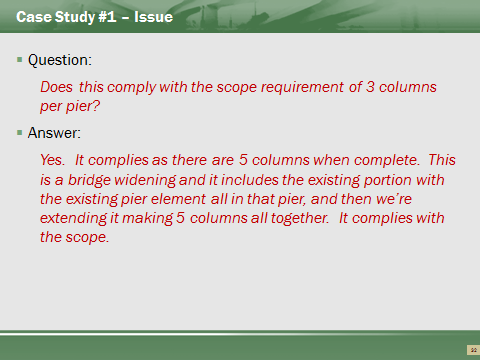 Case Study #1 – Issue
Question:
Does this comply with the scope requirement of 3 columns
per pier?
Answer:
Yes. It complies as there are 5 columns when complete. This
is a bridge widening and it includes the existing portion with
the existing pier element all in that pier, and then we're
extending it making 5 columns all together. It complies with
the scope.